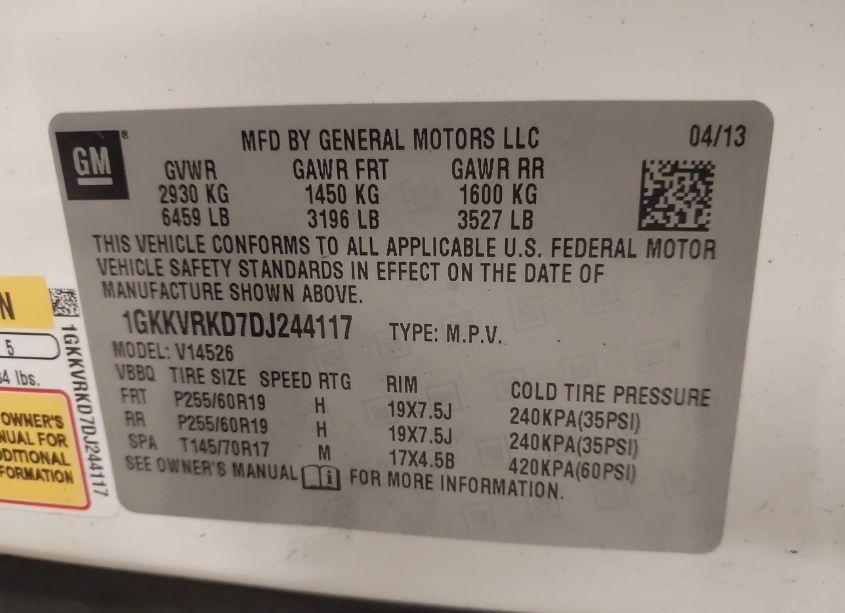 GM
MFD BY GENERAL MOTORS LLC 04/13
GVWR GAWR FRT GAWR RR
2930 KG 1450 KG 1600 KG
6459 LB 3196 LB 3527 LB
THIS VEHICLE CONFORMS TO ALL APPLICABLE U.S. FEDERAL MOTOR
VEHICLE SAFETY STANDARDS IN EFFECT ON THE DATE OF
MANUFACTURE SHOWN ABOVE.
1GKKVRKD7DJ244117 TYPE: M.P.V.
MODEL: V14526
VBBQ TIRE SIZE SPEED RTG RIM COLD TIRE PRESSURE
FRT P255/60R19 H 19X7.5J 240KPA(35PSI)
RR P255/60R19 H 19X7.5J 240KPA(35PSI)
SPA T145/70R17 M 17X4.5B 420KPA(60PSI)
SEE OWNER'S MANUAL FOR MORE INFORMATION.
N
5
4 lbs.
OWNER'S
NUAL FOR
DDITIONAL
FORMATION
1GKKVRKD7DJ244117